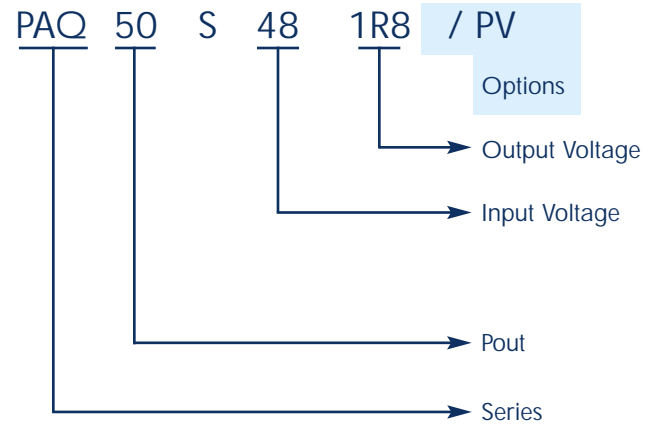 PAQ 50 S 48 1R8 / PV
Options
Output Voltage
Input Voltage
Pout
Series